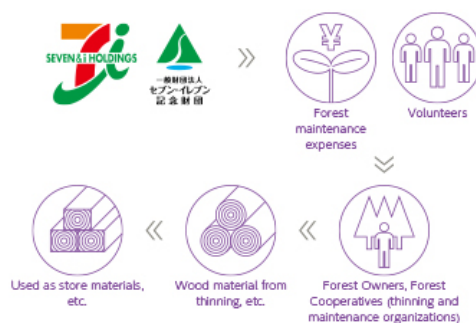 SEVEN&i HOLDINGS
一般財団法人
セブン-イレブン
記念財団
¥
Forest
maintenance
expenses
Volunteers
Forest Owners, Forest
Cooperatives (thinning and
maintenance organizations)
Wood material from
thinning, etc.
Used as store materials,
etc.